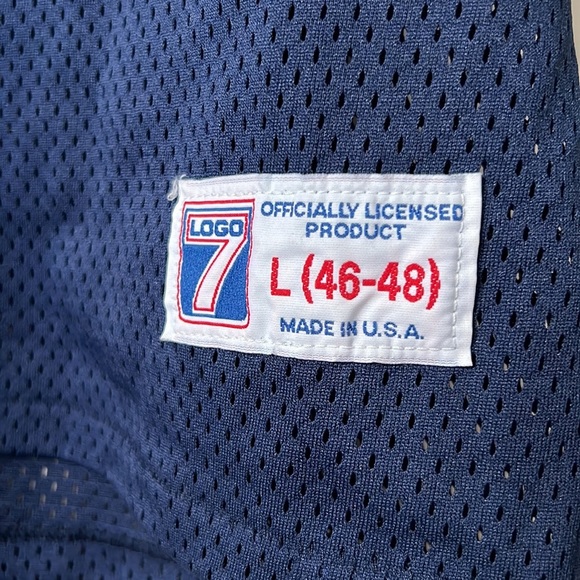 LOGO
7
OFFICIALLY LICENSED
PRODUCT
L (46-48)
MADE IN U.S.A.